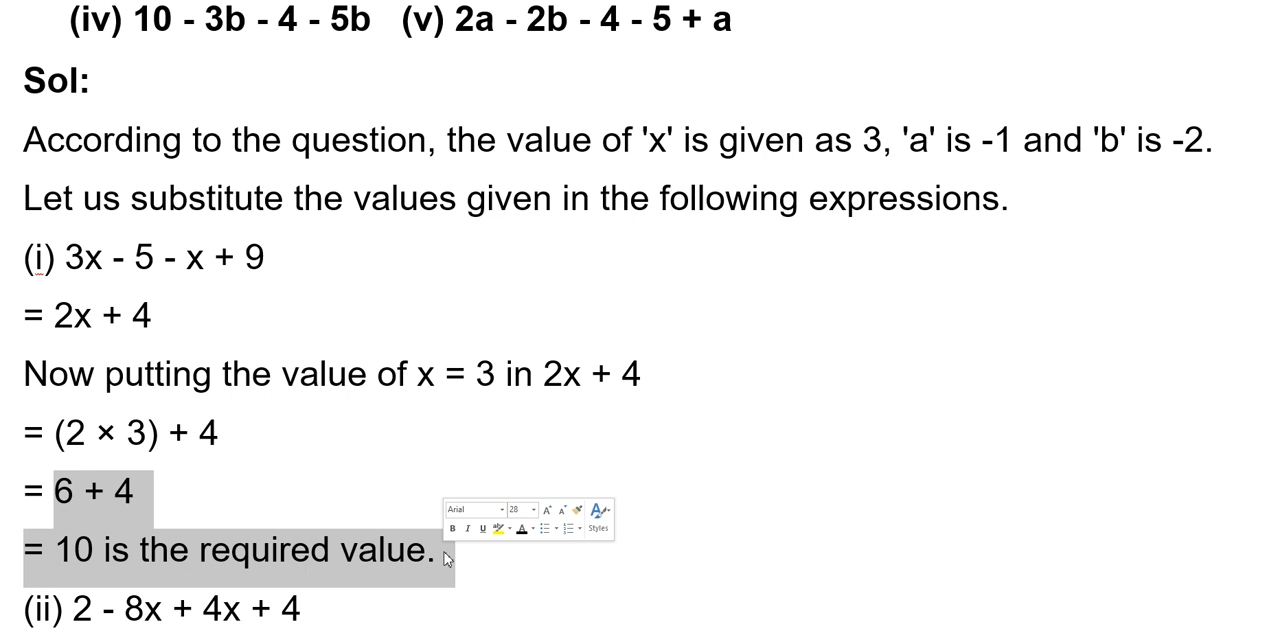 (iv) 10 - 3b - 4 - 5b (v) 2a - 2b - 4 - 5 + a
Sol:
According to the question, the value of 'x' is given as 3, 'a' is -1 and 'b' is -2.
Let us substitute the values given in the following expressions.
(i) 3x - 5 - x + 9
= 2x + 4
Now putting the value of x = 3 in 2x + 4
= (2 × 3) + 4
= 6 + 4
Arial 28 A A A
B I U A Styles
= 10 is the required value.
(ii) 2 - 8x + 4x + 4